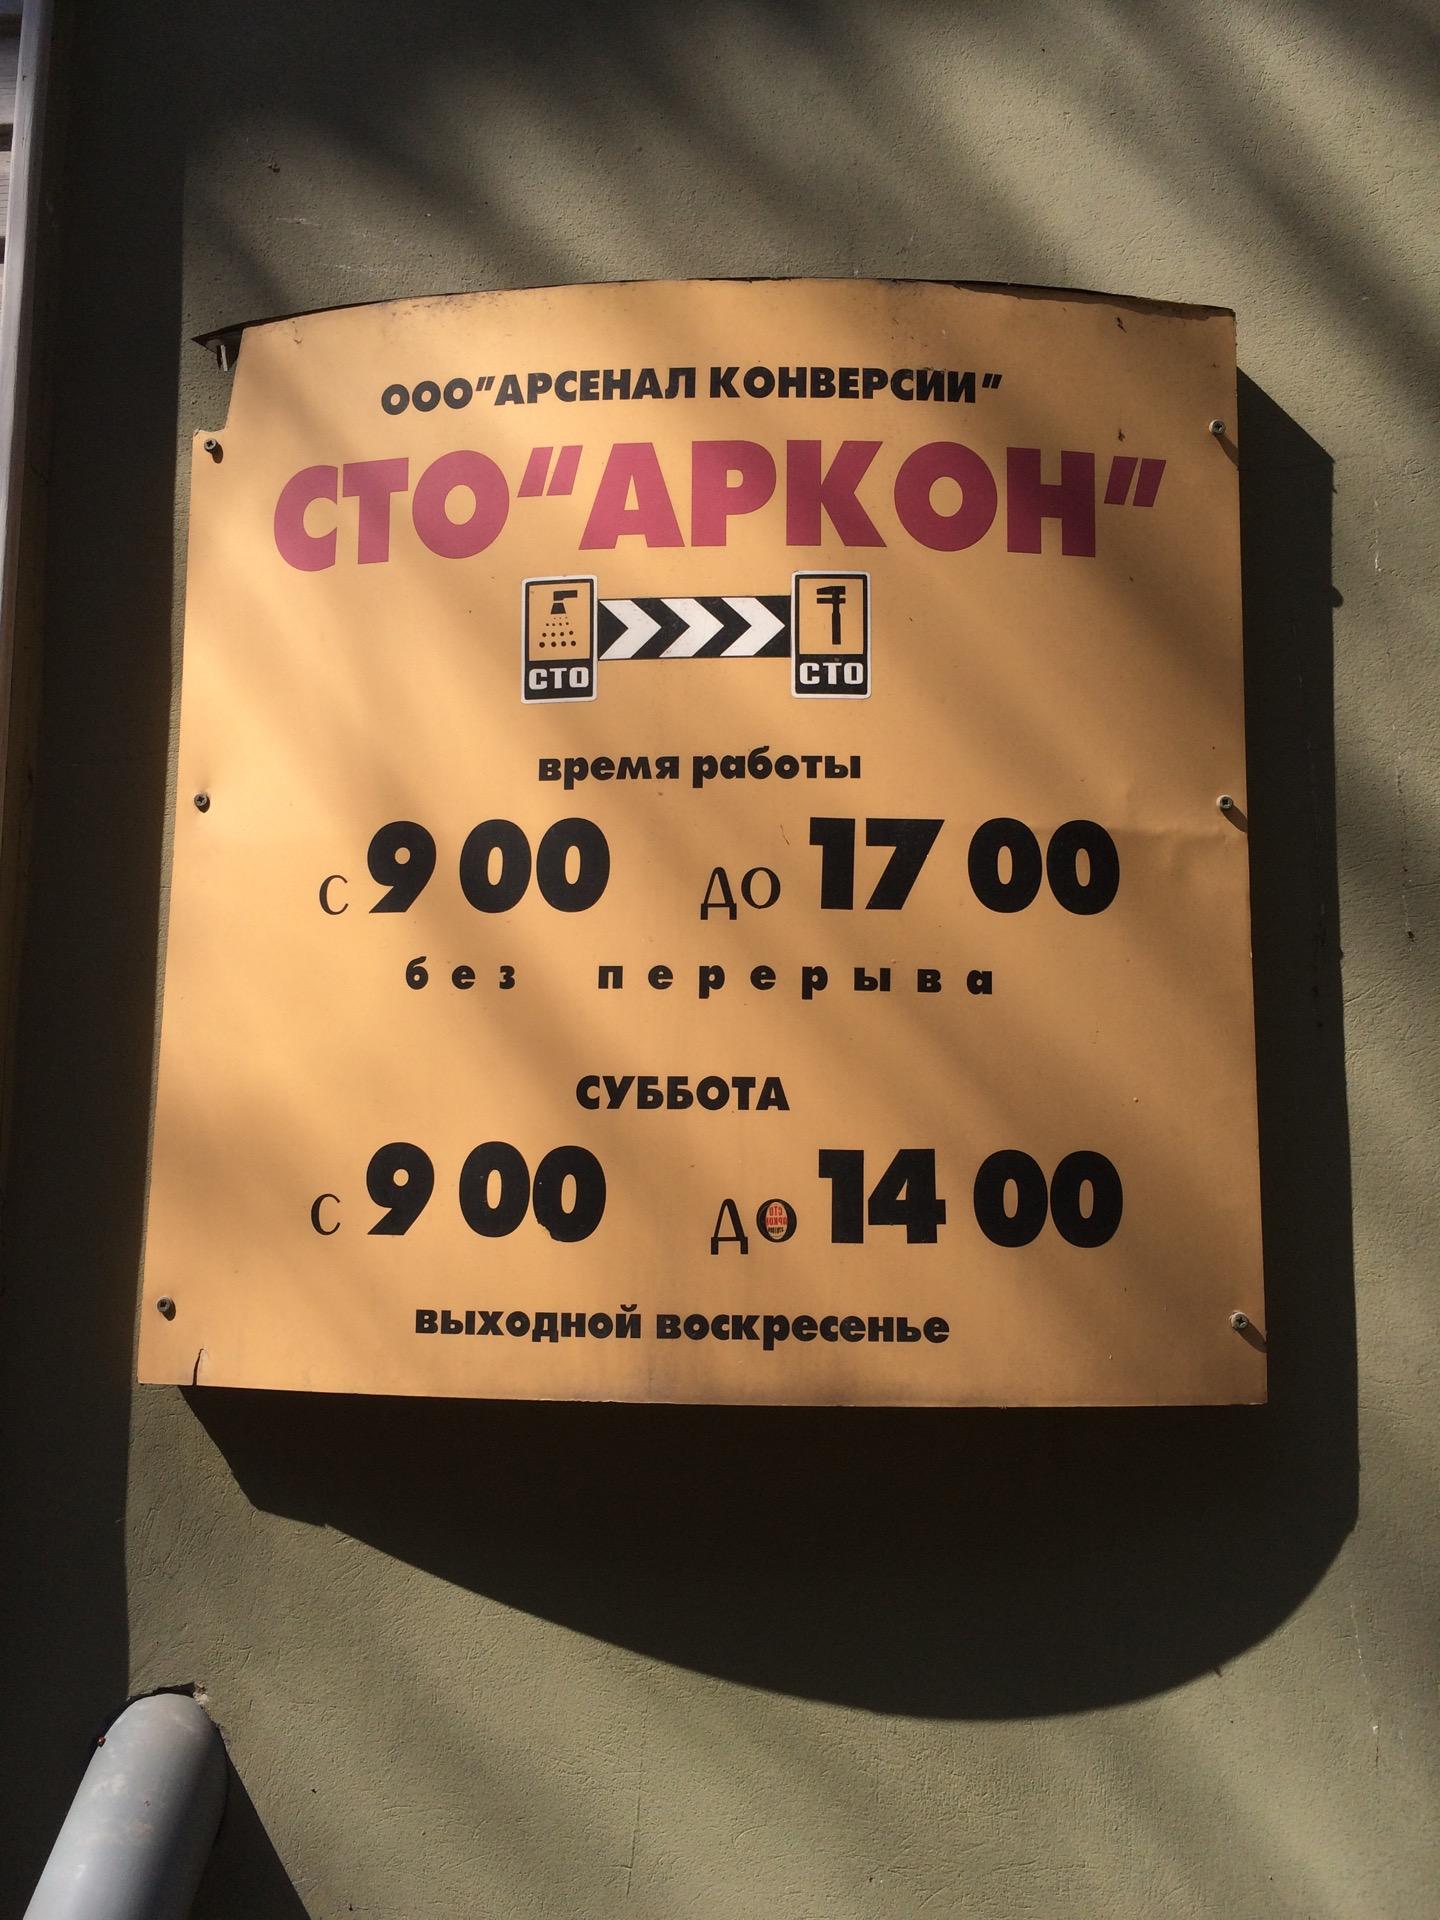 ООО"АРСЕНАЛ КОНВЕРСИИ"
СТО"АРКОН"
СТО СТО
время работы
с 9 00 до 17 00
без перерыва
СУББОТА
с 9 00 до 14 00
выходной воскресенье